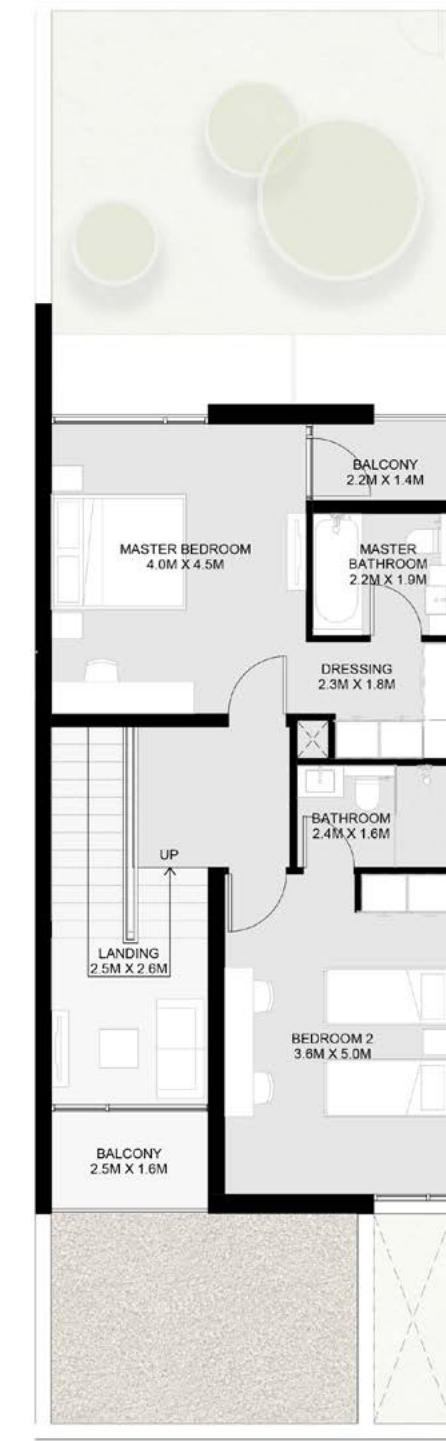 BALCONY
2.2M X 1.4M
MASTER BEDROOM
4.0M X 4.5M
MASTER
BATHROOM
2.2M X 1.9M
DRESSING
2.3M X 1.8M
BATHROOM
2.4M X 1.6M
UP
LANDING
2.5M X 2.6M
BEDROOM 2
3.6M X 5.0M
BALCONY
2.5M X 1.6M